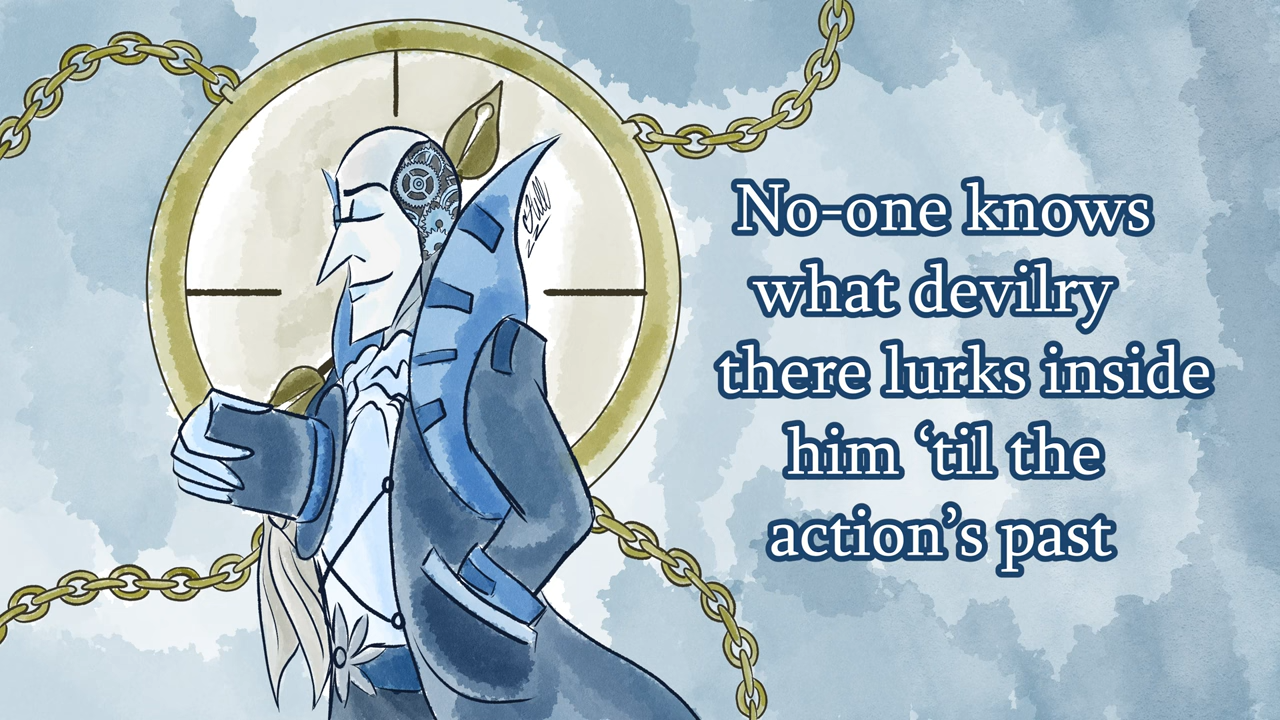 No-one knows
what devilry
there lurks inside
him ‘til the
action’s past